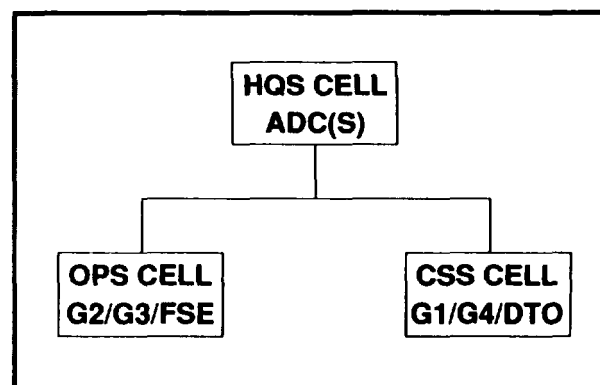 HQS CELL
ADC(S)
OPS CELL
G2/G3/FSE
CSS CELL
G1/G4/DTO